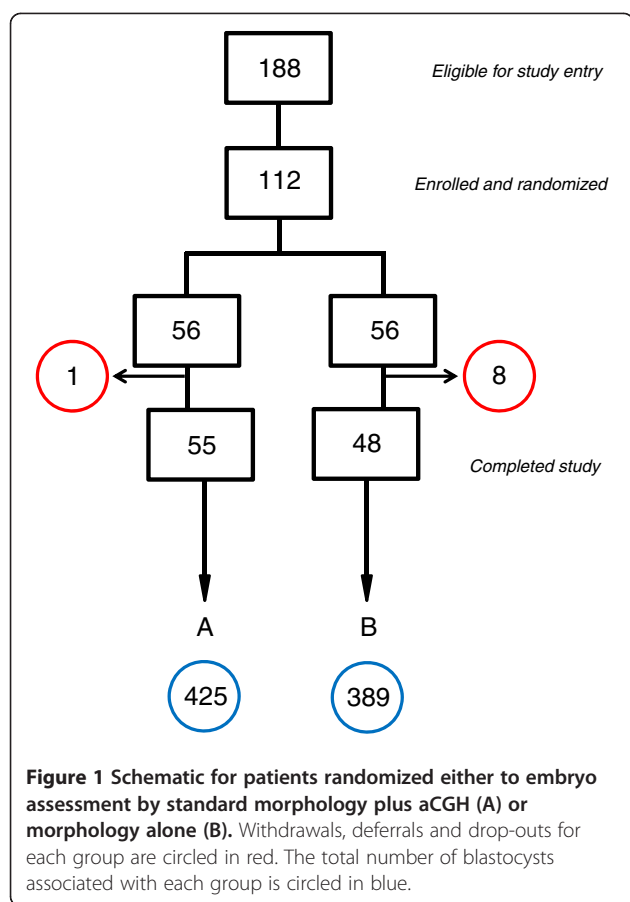 188
Eligible for study entry
112
Enrolled and randomized
56
56
1
8
55
48
Completed study
A
B
425
389
Figure 1 Schematic for patients randomized either to embryo
assessment by standard morphology plus aCGH (A) or
morphology alone (B). Withdrawals, deferrals and drop-outs for
each group are circled in red. The total number of blastocysts
associated with each group is circled in blue.